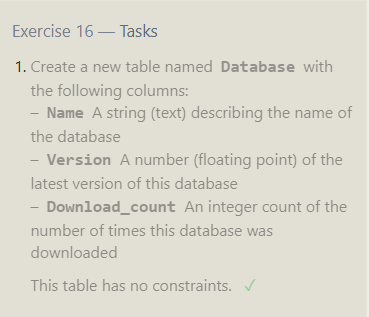 Exercise 16 — Tasks
1. Create a new table named Database with
the following columns:
– Name A string (text) describing the name of
the database
– Version A number (floating point) of the
latest version of this database
– Download_count An integer count of the
number of times this database was
downloaded
This table has no constraints. ✓